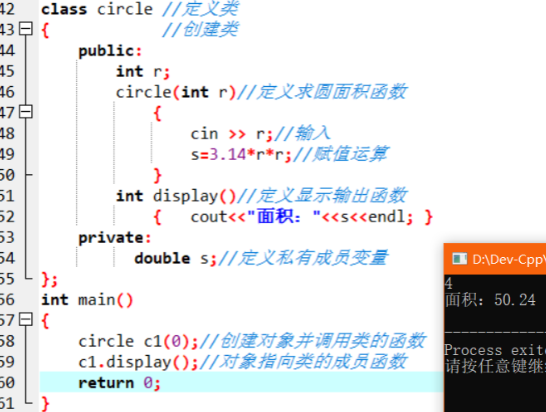 42 class circle //定义类
43 { //创建类
44 public:
45 int r;
46 circle(int r)//定义求圆面积函数
47 {
48 cin >> r;//输入
49 s=3.14*r*r;//赋值运算
50 }
51 int display()//定义显示输出函数
52 { cout<<"面积: "<<s<<endl; }
53 private:
54 double s;//定义私有成员变量
55 };
56 int main()
57 {
58 circle c1(0);//创建对象并调用类的函数
59 c1.display();//对象指向类的成员函数
60 return 0;
61 }
D:\Dev-Cpp\
4
面积: 50.24
--------------
Process exite
请按任意键继